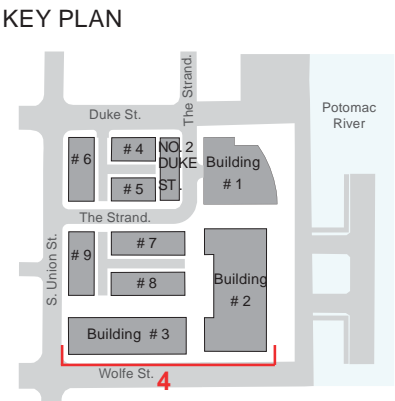 KEY PLAN
The Strand.
Duke St.
Potomac
River
# 6
# 4
# 5
NO. 2
DUKE
ST.
Building
# 1
The Strand.
S. Union St.
# 9
# 7
# 8
Building
# 2
Building # 3
Wolfe St.
4